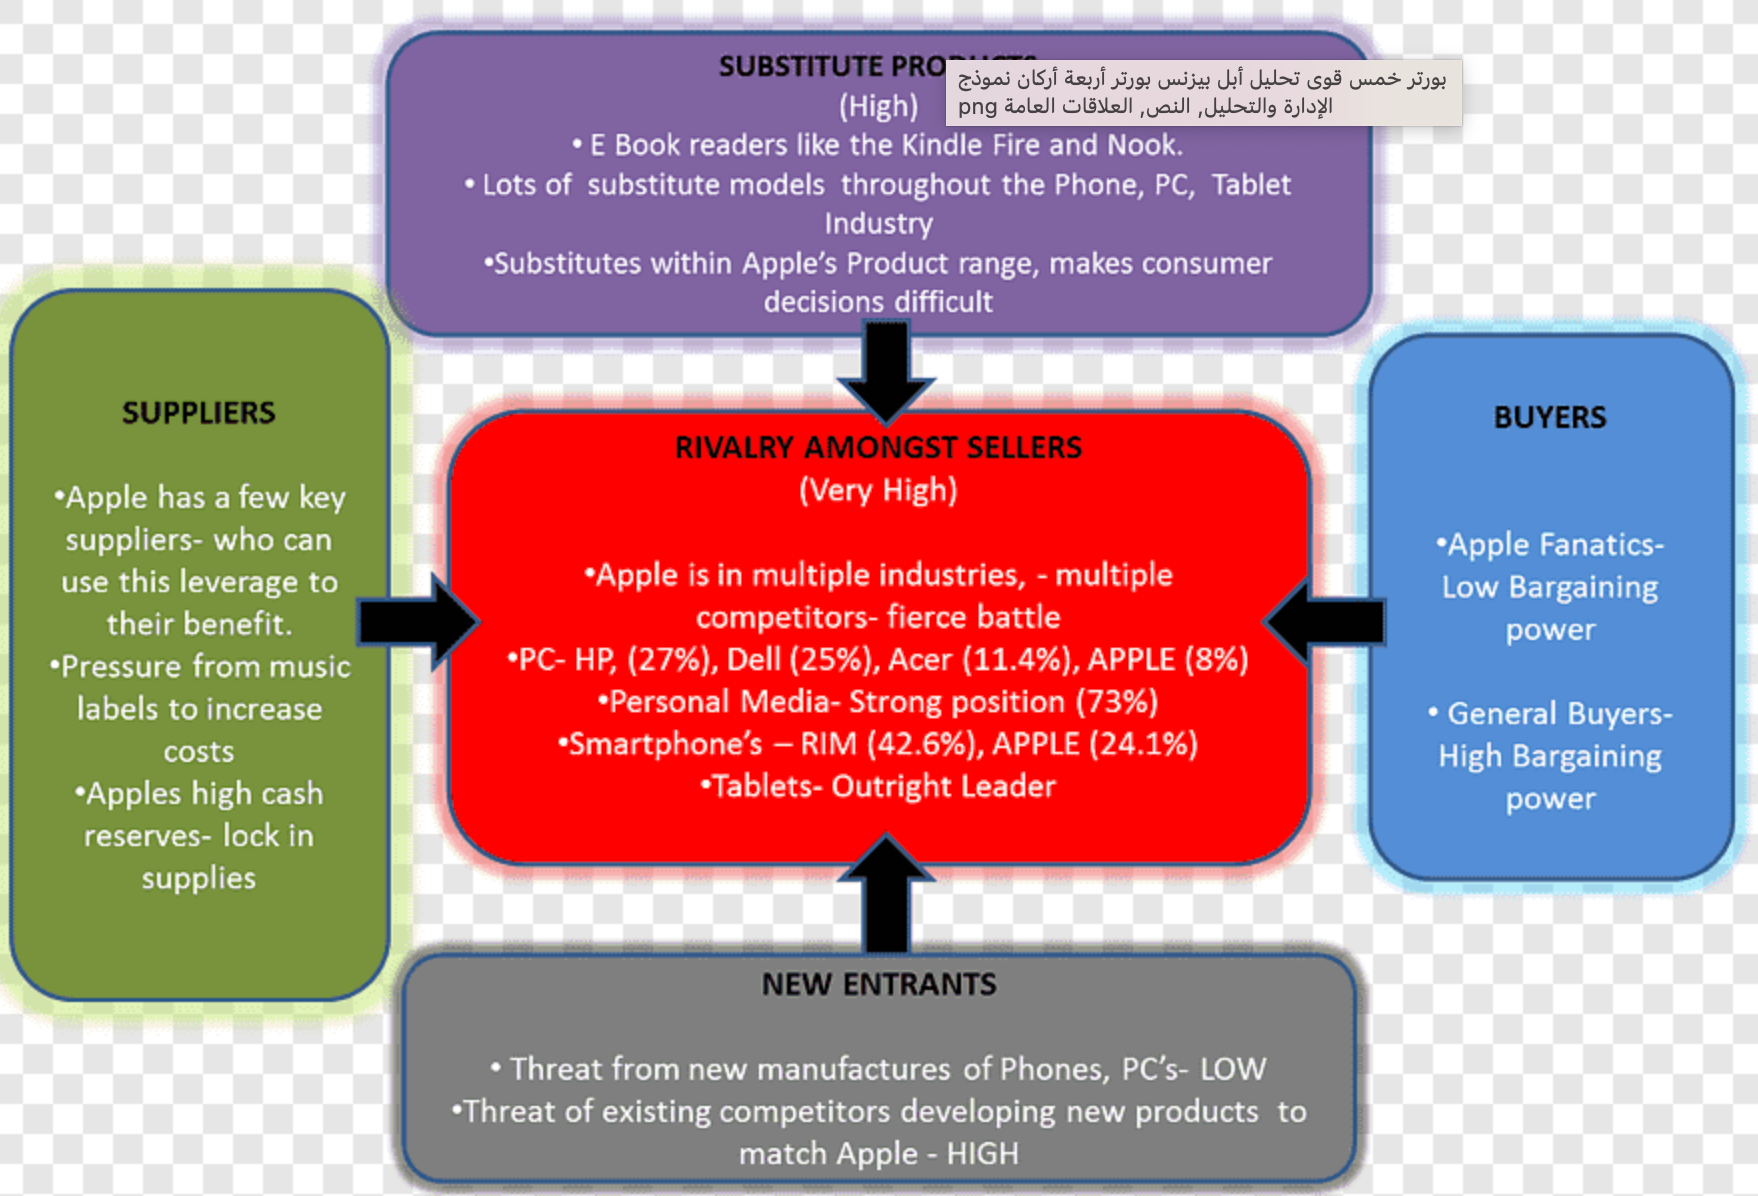 SUBSTITUTE
بورتر خمس قوى تحليل أبل بيزنس بورتر أربعة أركان نموذج
الإدارة والتحليل, النص, العلاقات العامة png
(High)
• E Book readers like the Kindle Fire and Nook.
• Lots of substitute models throughout the Phone, PC, Tablet
Industry
•Substitutes within Apple's Product range, makes consumer
decisions difficult
SUPPLIERS
•Apple has a few key
suppliers- who can
use this leverage to
their benefit.
•Pressure from music
labels to increase
costs
•Apples high cash
reserves- lock in
supplies
RIVALRY AMONGST SELLERS
(Very High)
•Apple is in multiple industries, - multiple
competitors- fierce battle
•PC- HP, (27%), Dell (25%), Acer (11.4%), APPLE (8%)
•Personal Media- Strong position (73%)
•Smartphone's – RIM (42.6%), APPLE (24.1%)
•Tablets- Outright Leader
BUYERS
•Apple Fanatics-
Low Bargaining
power
• General Buyers-
High Bargaining
power
NEW ENTRANTS
• Threat from new manufactures of Phones, PC's- LOW
•Threat of existing competitors developing new products to
match Apple - HIGH